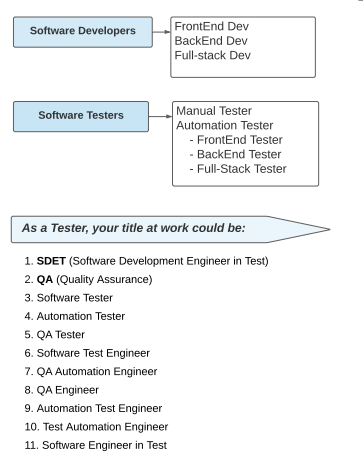 Software Developers
FrontEnd Dev
BackEnd Dev
Full-stack Dev
Software Testers
Manual Tester
Automation Tester
- FrontEnd Tester
- BackEnd Tester
- Full-Stack Tester
As a Tester, your title at work could be:
1. SDET (Software Development Engineer in Test)
2. QA (Quality Assurance)
3. Software Tester
4. Automation Tester
5. QA Tester
6. Software Test Engineer
7. QA Automation Engineer
8. QA Engineer
9. Automation Test Engineer
10. Test Automation Engineer
11. Software Engineer in Test